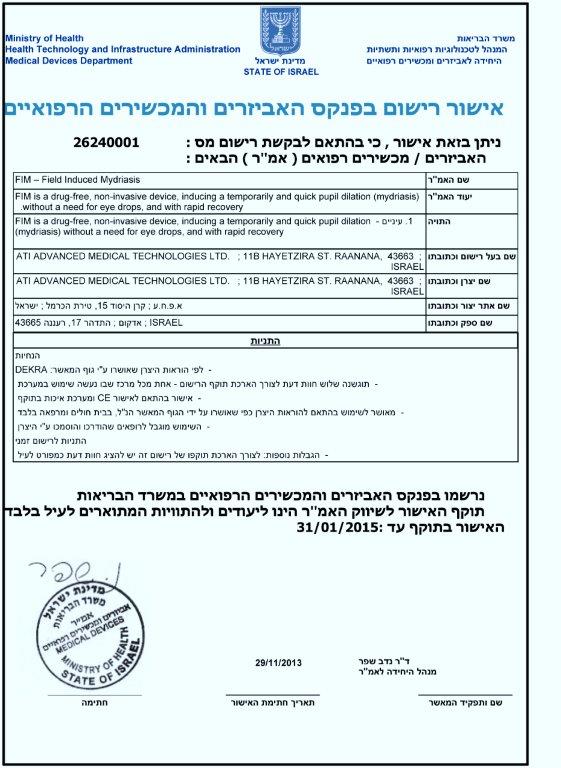 Ministry of Health
Health Technology and Infrastructure Administration
Medical Devices Department
מדינת ישראל
STATE OF ISRAEL
משרד הבריאות
המנהל לטכנולוגיות רפואיות ותשתיות
היחידה לאביזרים ומכשירים רפואיים
אישור רישום בפנקס האביזרים והמכשירים הרפואיים
ניתן בזאת אישור , כי בהתאם לבקשת רישום מס : 26240001
האביזרים / מכשירים רפואים ( אמ"ר ) הבאים :
שם האמ"ר
FIM – Field Induced Mydriasis
יעוד האמ"ר
FIM is a drug-free, non-invasive device, inducing a temporarily and quick pupil dilation (mydriasis)
.without a need for eye drops, and with rapid recovery
התויה
1. עיניים - FIM is a drug-free, non-invasive device, inducing a temporarily and quick pupil dilation
(mydriasis) without a need for eye drops, and with rapid recovery
שם בעל רישום וכתובתו
ATI ADVANCED MEDICAL TECHNOLOGIES LTD. ; 11B HAYETZIRA ST. RAANANA, 43663 ;
ISRAEL
שם יצרן וכתובתו
ATI ADVANCED MEDICAL TECHNOLOGIES LTD. ; 11B HAYETZIRA ST. RAANANA, 43663 ;
ISRAEL
שם אתר יצור וכתובתו
א.פ.ח.ע ; קרן היסוד 15, טירת הכרמל ; ישראל
שם ספק וכתובתו
ISRAEL ; אדקום ; התדהר 17, רעננה 43665
התניות
הנחיות
- לפי הוראות היצרן שאושרו ע"י גוף המאשר: DEKRA
- תוגשנה שלוש חוות דעת לצורך הארכת תוקף הרישום - אחת מכל מרכז שבו נעשה שימוש במערכת
- אישור בהתאם לאישור CE ומערכת איכות בתוקף
- מאושר לשימוש בהתאם להוראות היצרן כפי שאושרו על ידי הגוף המאשר הנ"ל, בבית חולים ומרפאה בלבד
- השימוש מוגבל לרופאים שהודרכו והוסמכו ע"י היצרן
התניות לרישום זמני
- הגבלות נוספות: לצורך הארכת תוקפו של רישום זה יש להציג חוות דעת כמפורט לעיל
נרשמו בפנקס האביזרים והמכשירים הרפואיים במשרד הבריאות
תוקף האישור לשיווק האמ"ר הינו ליעודים ולהתוויות המתוארים לעיל בלבד
האישור בתוקף עד :31/01/2015
נ. שפר
מדינת ישראל
משרד הבריאות
אמ"ר
אביזרים ומכשירים רפואיים
MEDICAL DEVICES
MINISTRY OF HEALTH
STATE OF ISRAEL
ד"ר נדב שפר
מנהל היחידה לאמ"ר
29/11/2013
שם ותפקיד המאשר
תאריך חתימת האישור
חתימה